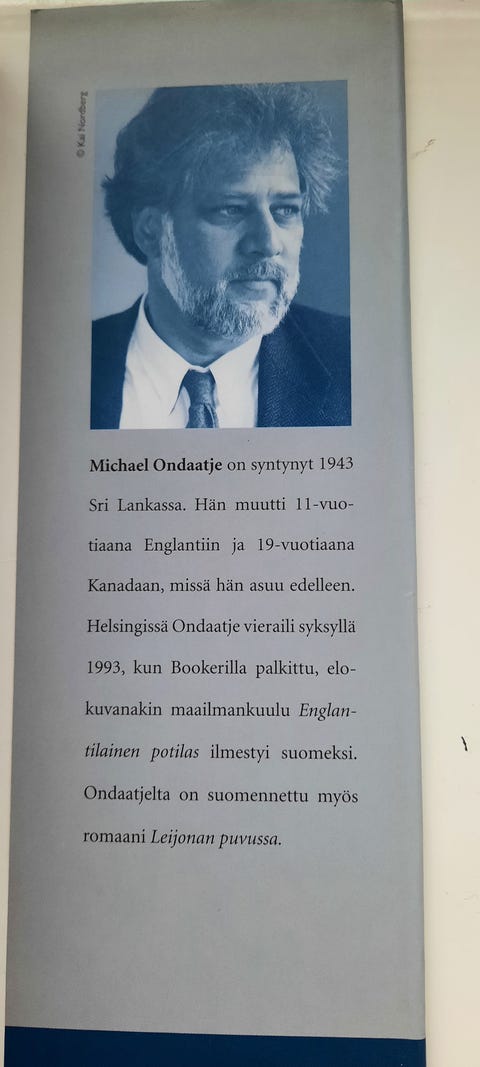 © Kai Nordberg
Michael Ondaatje on syntynyt 1943
Sri Lankassa. Hän muutti 11-vuo-
tiaana Englantiin ja 19-vuotiaana
Kanadaan, missä hän asuu edelleen.
Helsingissä Ondaatje vieraili syksyllä
1993, kun Bookerilla palkittu, elo-
kuvanakin maailmankuulu Englan-
tilainen potilas ilmestyi suomeksi.
Ondaatjelta on suomennettu myös
romaani Leijonan puvussa.